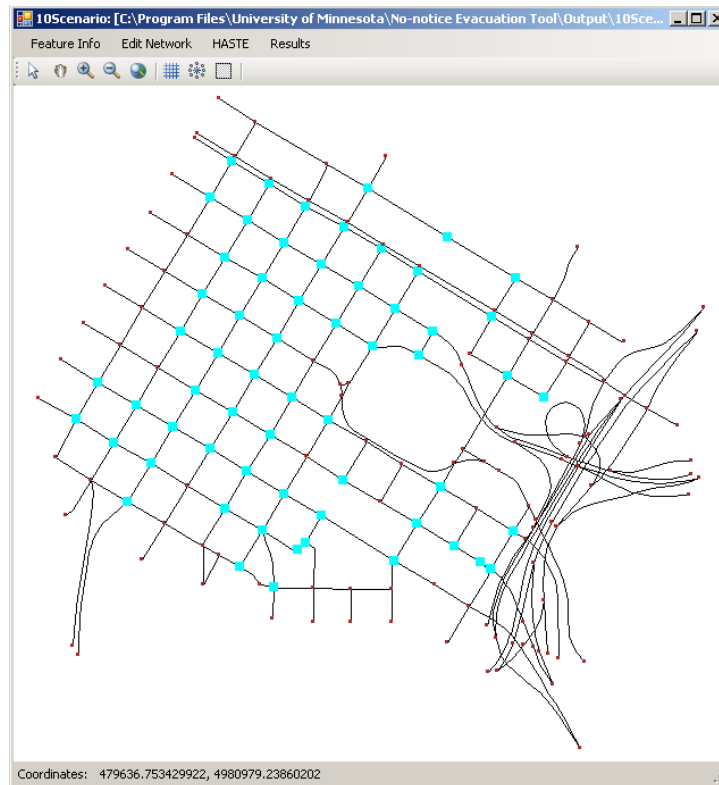 10Scenario: [C:\Program Files\University of Minnesota\No-notice Evacuation Tool\Output\10Sce...
Feature Info Edit Network HASTE Results
Coordinates: 479636.753429922, 4980979.23860202